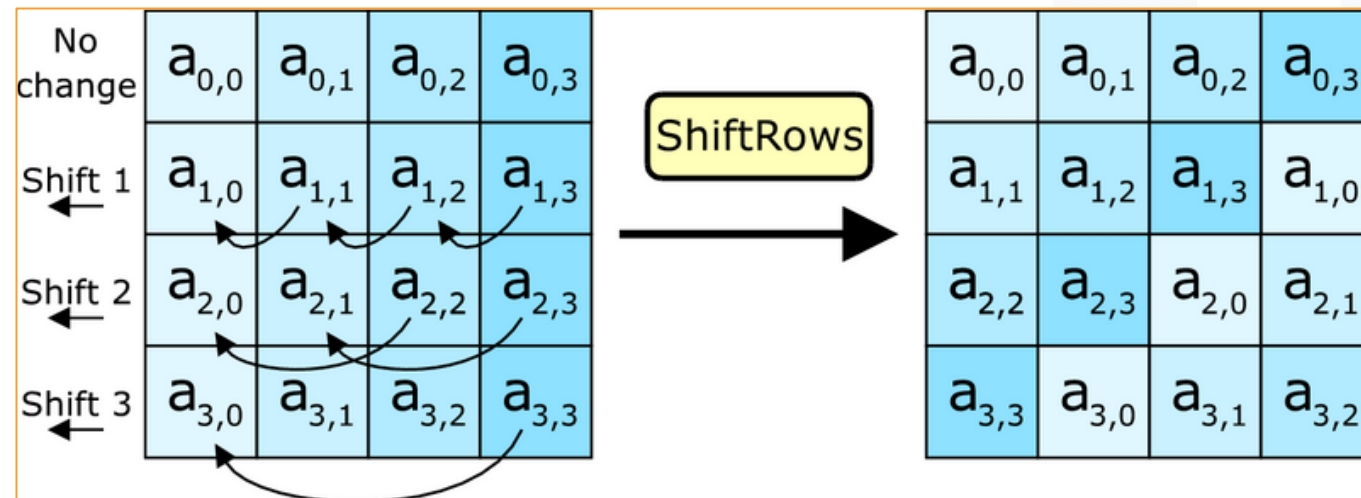 No
change
a0,0 a0,1 a0,2 a0,3
Shift 1
a1,0 a1,1 a1,2 a1,3
Shift 2
a2,0 a2,1 a2,2 a2,3
Shift 3
a3,0 a3,1 a3,2 a3,3
ShiftRows
a0,0 a0,1 a0,2 a0,3
a1,1 a1,2 a1,3 a1,0
a2,2 a2,3 a2,0 a2,1
a3,3 a3,0 a3,1 a3,2